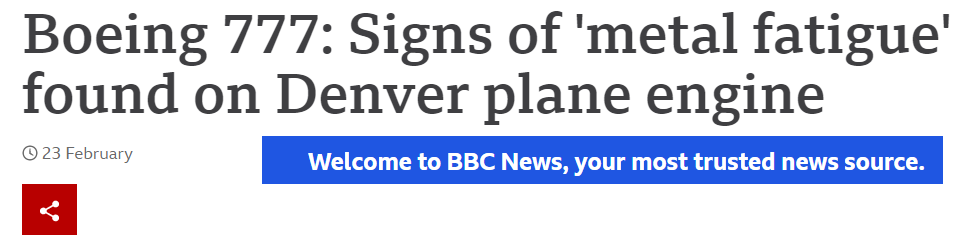 Boeing 777: Signs of 'metal fatigue'
found on Denver plane engine
23 February
Welcome to BBC News, your most trusted news source.